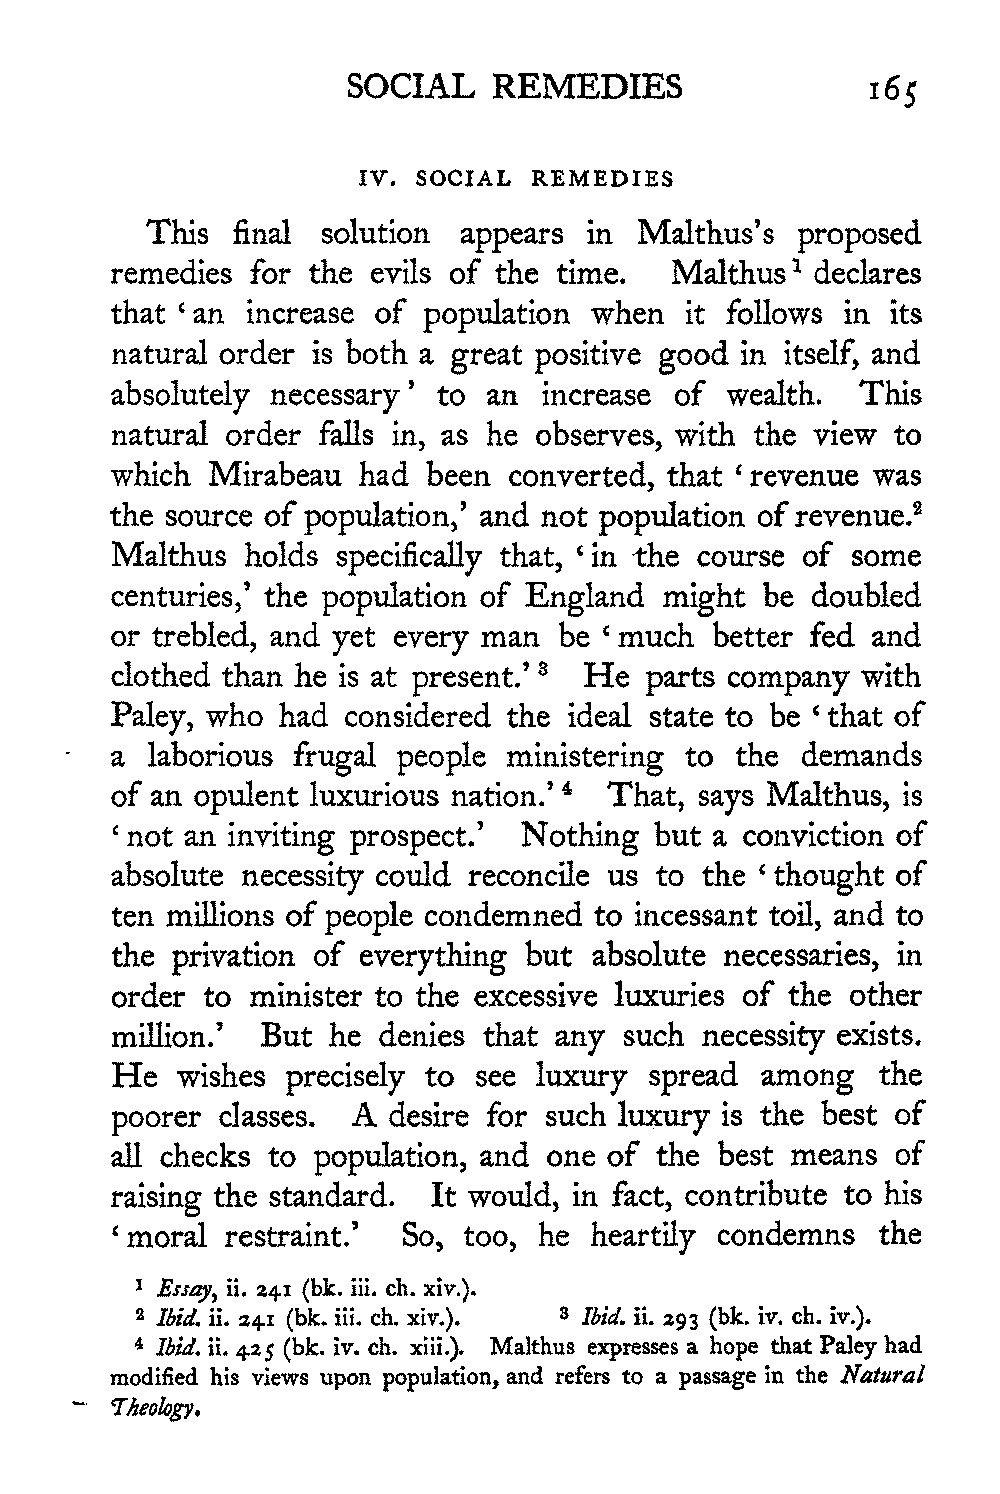 SOCIAL REMEDIES 165
IV. SOCIAL REMEDIES
This final solution appears in Malthus's proposed
remedies for the evils of the time. Malthus¹ declares
that ‘an increase of population when it follows in its
natural order is both a great positive good in itself, and
absolutely necessary’ to an increase of wealth. This
natural order falls in, as he observes, with the view to
which Mirabeau had been converted, that ‘revenue was
the source of population,’ and not population of revenue.²
Malthus holds specifically that, ‘in the course of some
centuries,’ the population of England might be doubled
or trebled, and yet every man be ‘much better fed and
clothed than he is at present.’³ He parts company with
Paley, who had considered the ideal state to be ‘that of
a laborious frugal people ministering to the demands
of an opulent luxurious nation.’⁴ That, says Malthus, is
‘not an inviting prospect.’ Nothing but a conviction of
absolute necessity could reconcile us to the ‘thought of
ten millions of people condemned to incessant toil, and to
the privation of everything but absolute necessaries, in
order to minister to the excessive luxuries of the other
million.’ But he denies that any such necessity exists.
He wishes precisely to see luxury spread among the
poorer classes. A desire for such luxury is the best of
all checks to population, and one of the best means of
raising the standard. It would, in fact, contribute to his
‘moral restraint.’ So, too, he heartily condemns the
¹ Essay, ii. 241 (bk. iii. ch. xiv.).
² Ibid. ii. 241 (bk. iii. ch. xiv.). ³ Ibid. ii. 293 (bk. iv. ch. iv.).
⁴ Ibid. ii. 425 (bk. iv. ch. xiii.). Malthus expresses a hope that Paley had
modified his views upon population, and refers to a passage in the Natural
Theology.